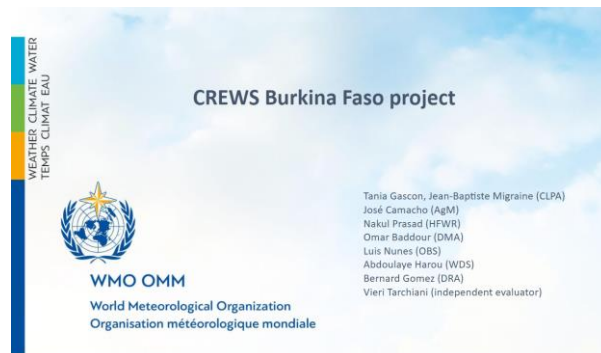 WEATHER CLIMATE WATER
TEMPS CLIMAT EAU
CREWS Burkina Faso project
Tania Gascon, Jean-Baptiste Migraine (CLPA)
José Camacho (AgM)
Nakul Prasad (HFWR)
Omar Baddour (DMA)
Luis Nunes (OBS)
Abdoulaye Harou (WDS)
Bernard Gomez (DRA)
Vieri Tarchiani (independent evaluator)
WMO OMM
World Meteorological Organization
Organisation météorologique mondiale